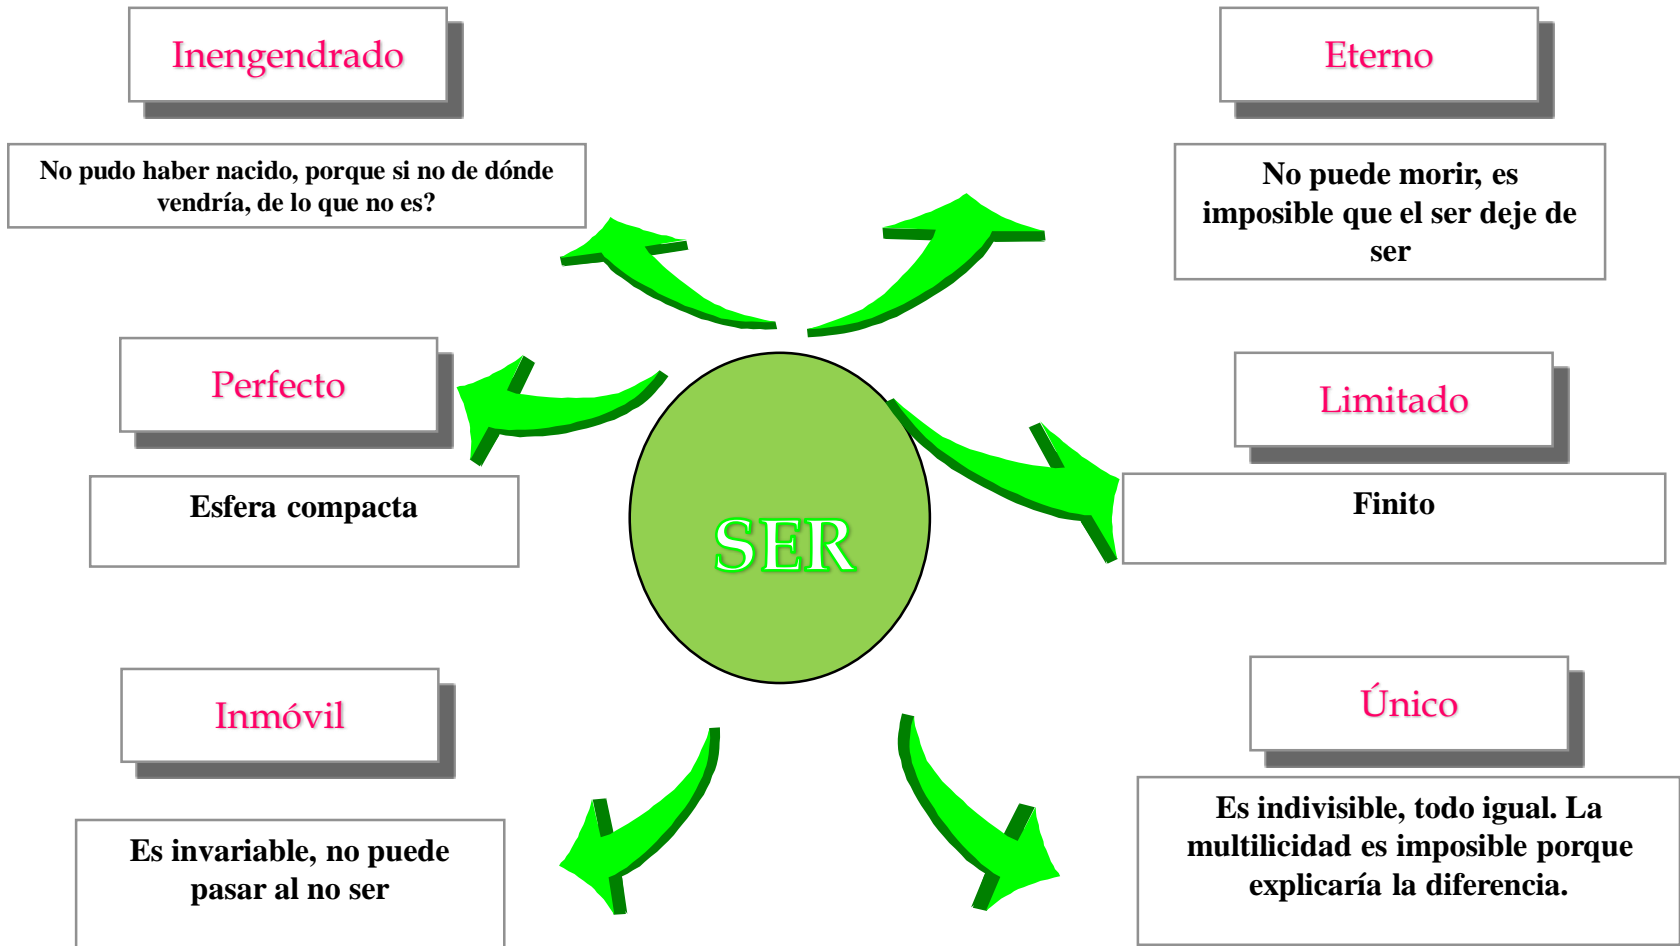 Inengendrado
No pudo haber nacido, porque si no de dónde
vendría, de lo que no es?
Eterno
No puede morir, es
imposible que el ser deje de
ser
Perfecto
Esfera compacta
SER
Limitado
Finito
Inmóvil
Es invariable, no puede
pasar al no ser
Único
Es indivisible, todo igual. La
multilicidad es imposible porque
explicaría la diferencia.